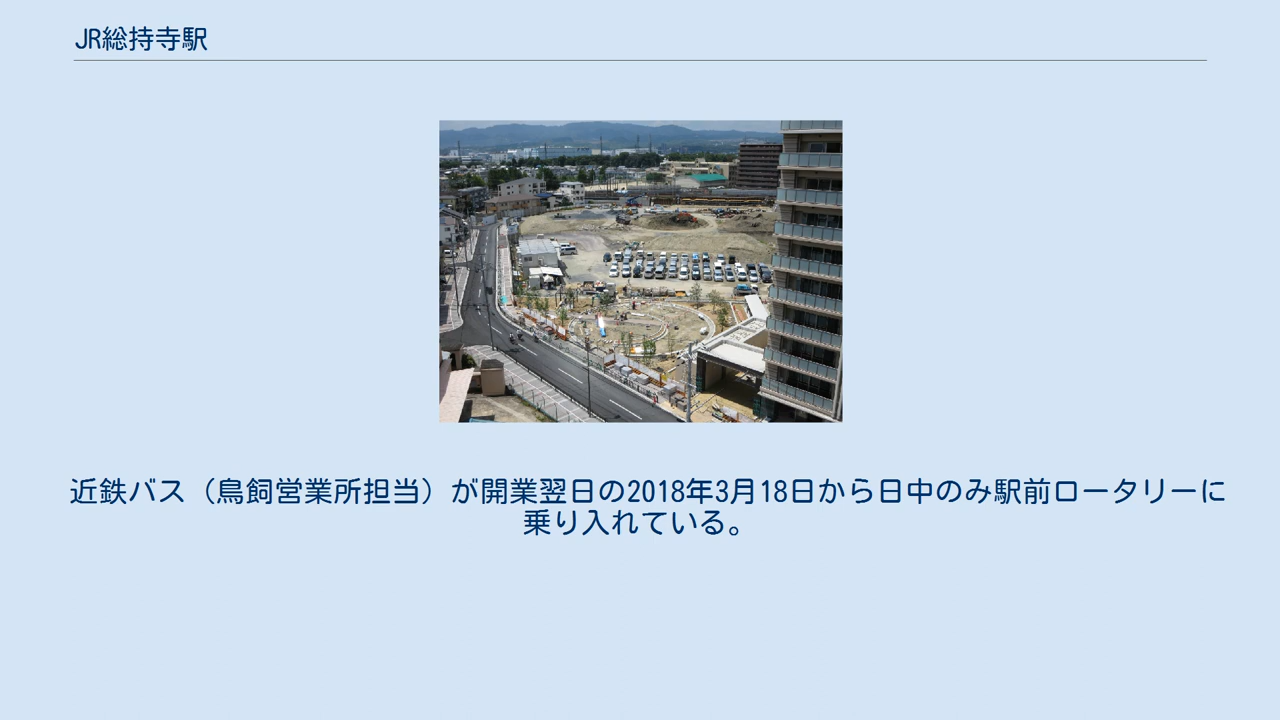 JR総持寺駅
近鉄バス（鳥飼営業所担当）が開業翌日の2018年3月18日から日中のみ駅前ロータリーに
乗り入れている。